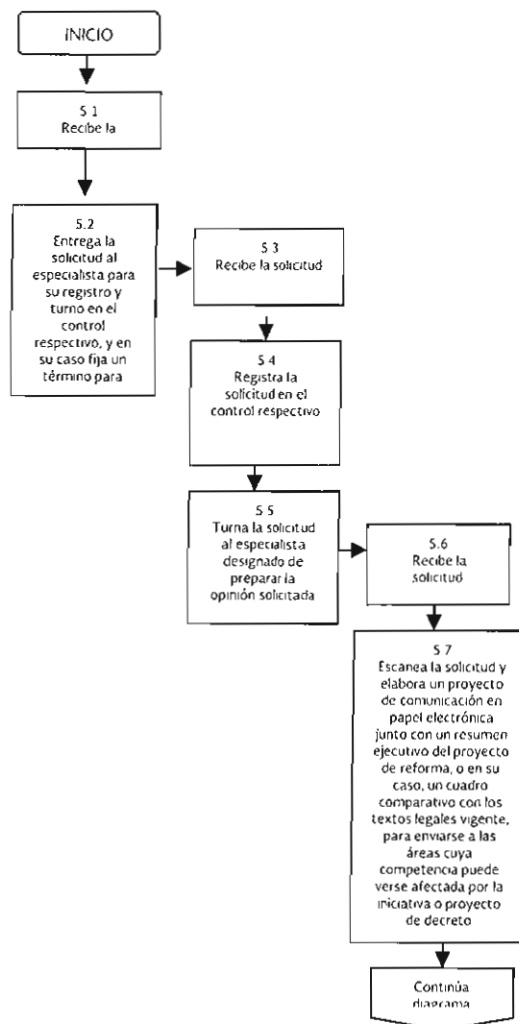 INICIO
5.1
Recibe la
5.2
Entrega la
solicitud al
especialista para
su registro y
turno en el
control
respectivo, y en
su caso fija un
término para
5.3
Recibe la solicitud
5.4
Registra la
solicitud en el
control respectivo
5.5
Turna la solicitud
al especialista
designado de
preparar la
opinión solicitada
5.6
Recibe la
solicitud
5.7
Escanea la solicitud y
elabora un proyecto
de comunicación en
papel electrónica
junto con un resumen
ejecutivo del proyecto
de reforma, o en su
caso, un cuadro
comparativo con los
textos legales vigente,
para enviarse a las
áreas cuya
competencia puede
verse afectada por la
iniciativa o proyecto
de decreto
Continúa
diagrama